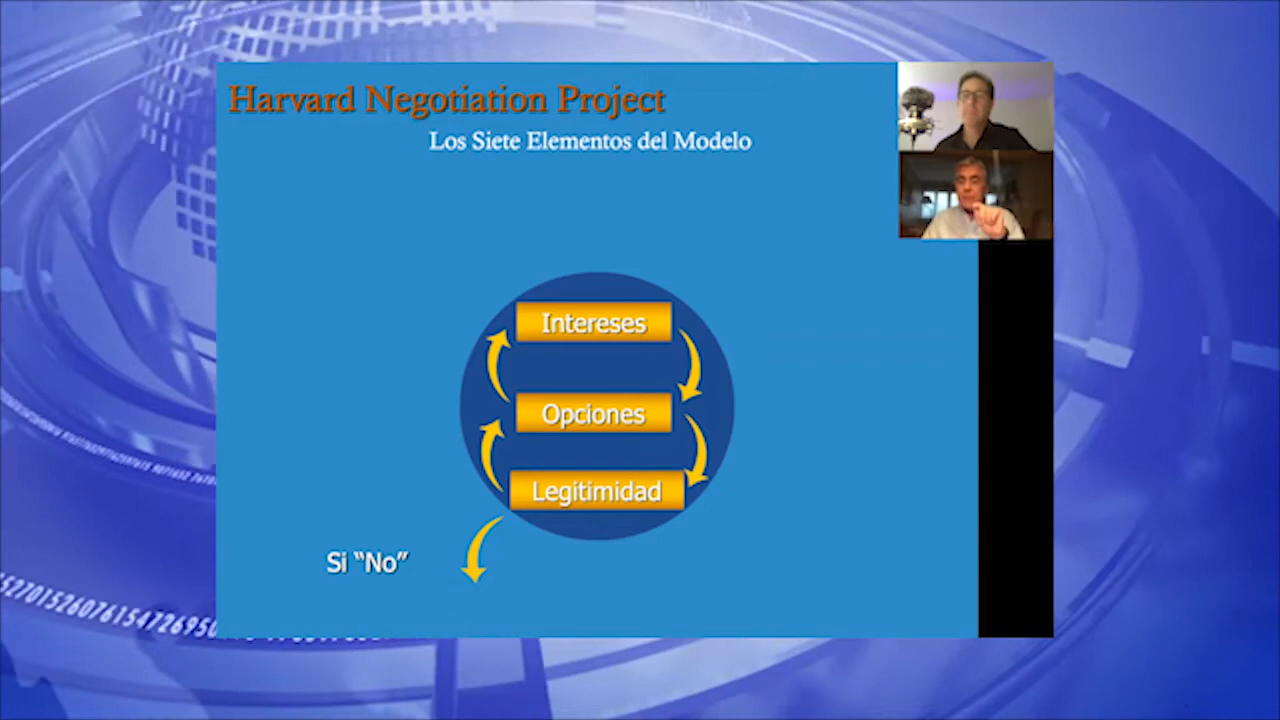 Harvard Negotiation Project
Los Siete Elementos del Modelo
Intereses
Opciones
Legitimidad
Si “No”